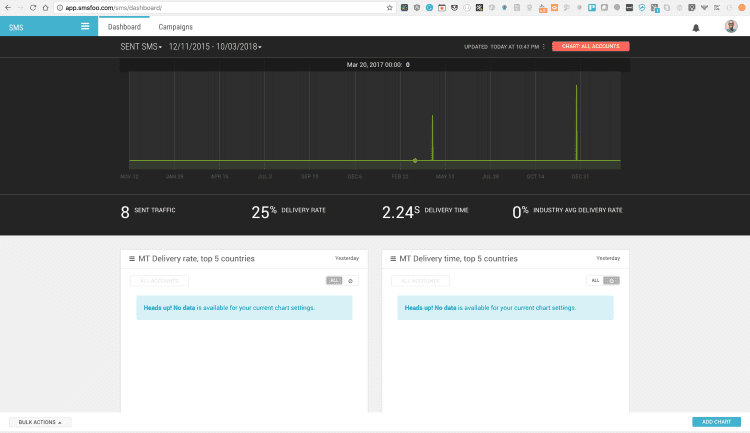 app.smsfoo.com/sms/dashboard/
SMS
Dashboard
Campaigns
SENT SMS
12/11/2015 - 10/03/2018
UPDATED TODAY AT 10:47 PM
CHART: ALL ACCOUNTS
Mar 20, 2017 00:00: 0
NOV 12
JAN 29
APR 16
JUL 2
SEP 19
DEC 6
FEB 22
MAY 11
JUL 28
OCT 14
DEC 31
8 SENT TRAFFIC
25% DELIVERY RATE
2.24S DELIVERY TIME
0% INDUSTRY AVG DELIVERY RATE
MT Delivery rate, top 5 countries
Yesterday
ALL ACCOUNTS
ALL
Heads up! No data is available for your current chart settings.
MT Delivery time, top 5 countries
Yesterday
ALL ACCOUNTS
ALL
Heads up! No data is available for your current chart settings.
BULK ACTIONS
ADD CHART